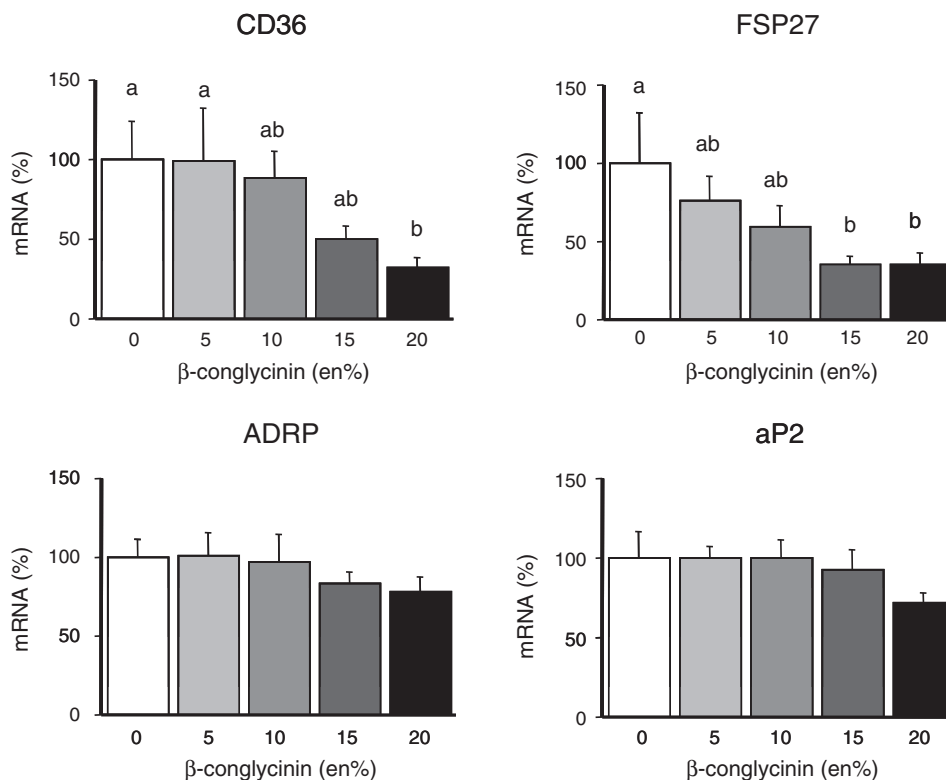 CD36
150
100
50
0
mRNA (%)
a
a
ab
ab
b
0 5 10 15 20
β-conglycinin (en%)
FSP27
150
100
50
0
mRNA (%)
a
ab
ab
b
b
0 5 10 15 20
β-conglycinin (en%)
ADRP
150
100
50
0
mRNA (%)
0 5 10 15 20
β-conglycinin (en%)
aP2
150
100
50
0
mRNA (%)
0 5 10 15 20
β-conglycinin (en%)